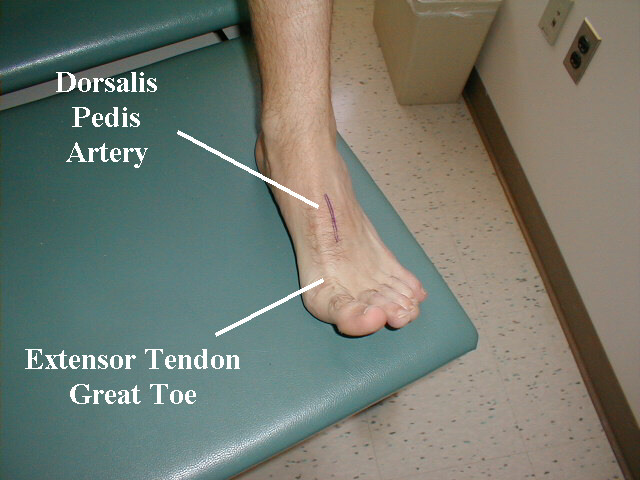 Dorsalis
Pedis
Artery
Extensor Tendon
Great Toe